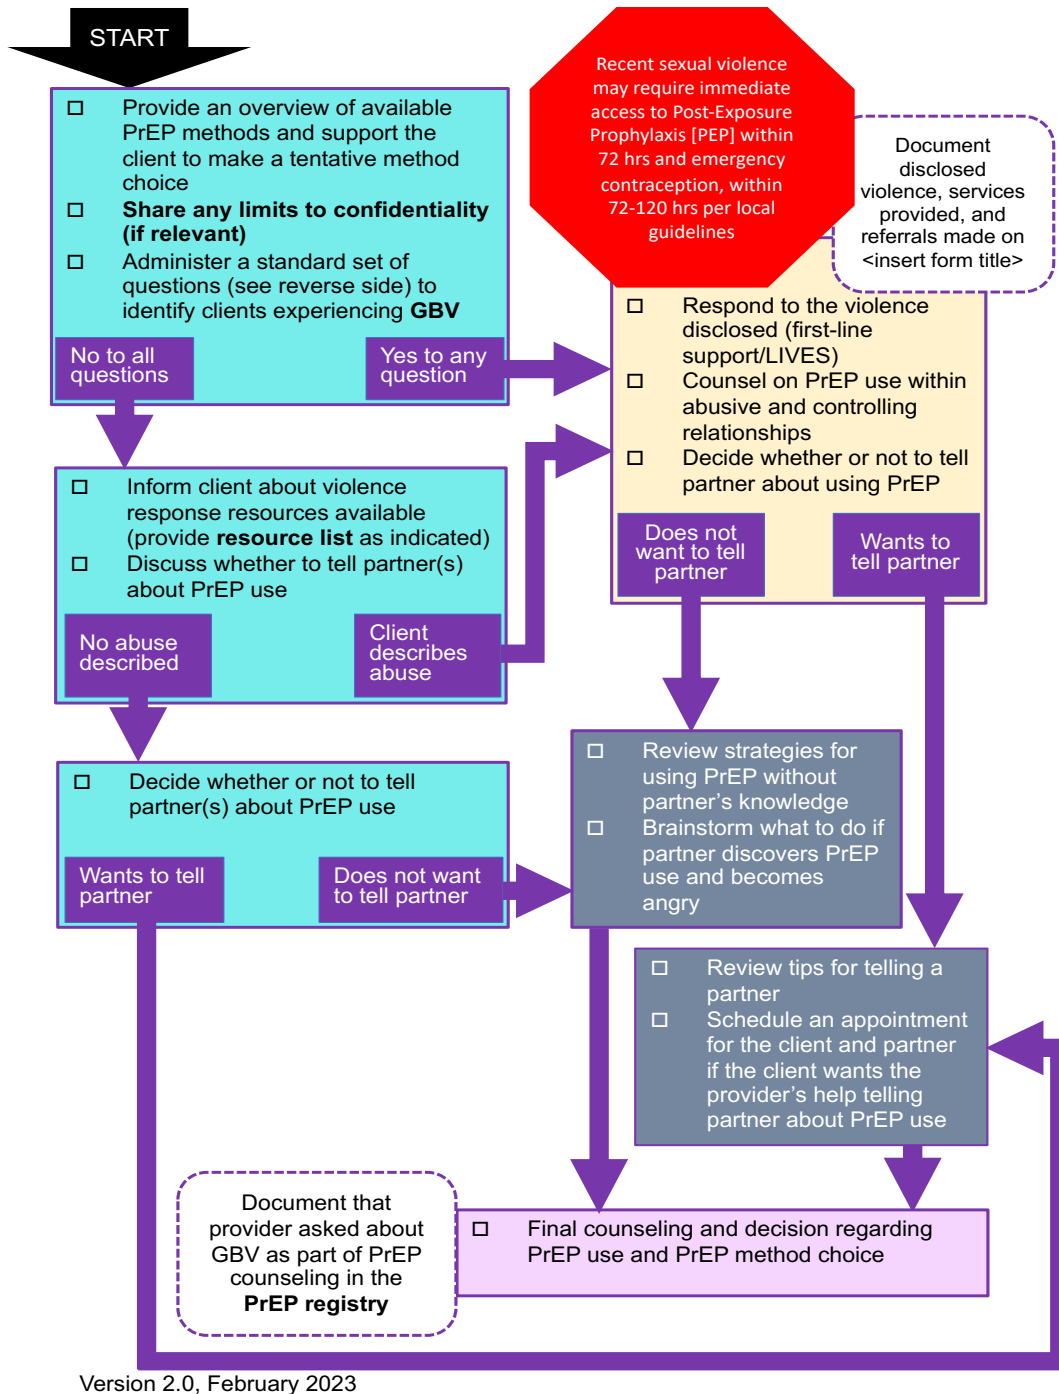 START
Provide an overview of available
PrEP methods and support the
client to make a tentative method
choice
Share any limits to confidentiality
(if relevant)
Administer a standard set of
questions (see reverse side) to
identify clients experiencing GBV
No to all
questions
Yes to any
question
Recent sexual violence
may require immediate
access to Post-Exposure
Prophylaxis [PEP] within
72 hrs and emergency
contraception, within
72-120 hrs per local
guidelines
Document
disclosed
violence, services
provided, and
referrals made on
<insert form title>
Respond to the violence
disclosed (first-line
support/LIVES)
Counsel on PrEP use within
abusive and controlling
relationships
Decide whether or not to tell
partner about using PrEP
Does not
want to tell
partner
Wants to
tell partner
Inform client about violence
response resources available
(provide resource list as indicated)
Discuss whether to tell partner(s)
about PrEP use
No abuse
described
Client
describes
abuse
Decide whether or not to tell
partner(s) about PrEP use
Wants to tell
partner
Does not want
to tell partner
Review strategies for
using PrEP without
partner's knowledge
Brainstorm what to do if
partner discovers PrEP
use and becomes
angry
Review tips for telling a
partner
Schedule an appointment
for the client and partner
if the client wants the
provider's help telling
partner about PrEP use
Document that
provider asked about
GBV as part of PrEP
counseling in the
PrEP registry
Final counseling and decision regarding
PrEP use and PrEP method choice
Version 2.0, February 2023